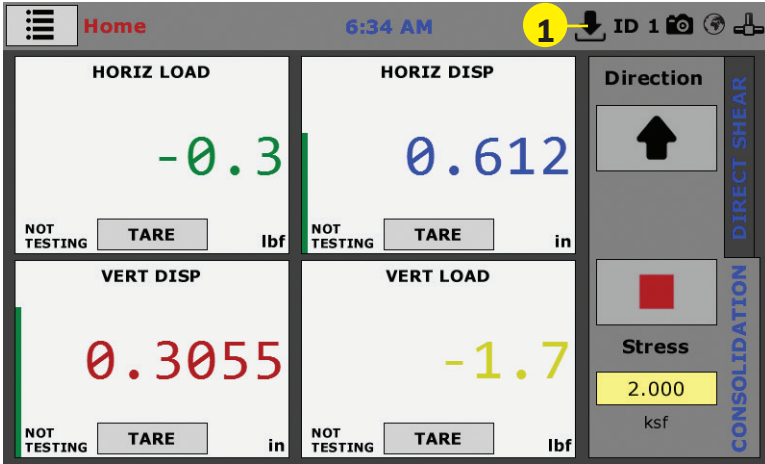 Home
6:34 AM
1
ID 1
HORIZ LOAD
-0.3
NOT
TESTING
TARE
lbf
HORIZ DISP
0.612
NOT
TESTING
TARE
in
VERT DISP
0.3055
NOT
TESTING
TARE
in
VERT LOAD
-1.7
NOT
TESTING
TARE
lbf
Direction
Stress
2.000
ksf
DIRECT SHEAR
CONSOLIDATION